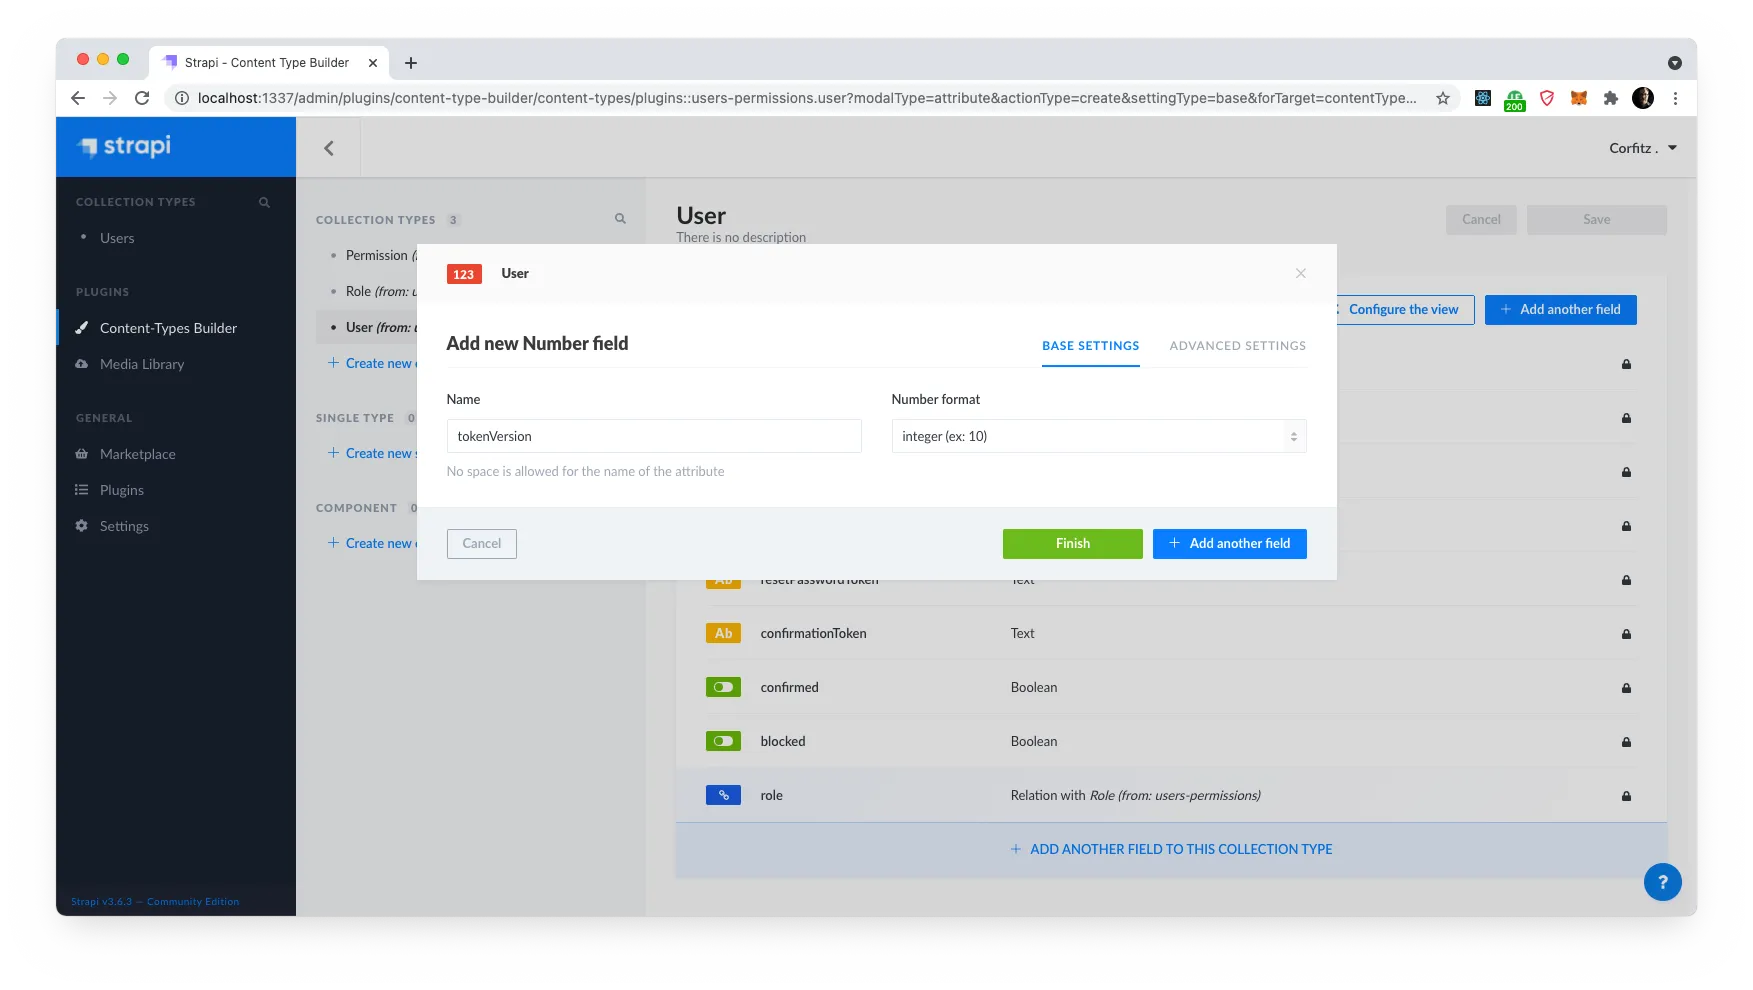 Strapi - Content Type Builder
localhost:1337/admin/plugins/content-type-builder/content-types/plugins::users-permissions.user?modalType=attribute&actionType=create&settingType=base&forTarget=contentType...
200
strapi
Corfitz .
COLLECTION TYPES
Users
PLUGINS
Content-Types Builder
Media Library
GENERAL
Marketplace
Plugins
Settings
Strapi v3.6.3 — Community Edition
COLLECTION TYPES 3
Permission
Role (from:
User (from:
+ Create new
SINGLE TYPE 0
+ Create new
COMPONENT 0
+ Create new
User
There is no description
Cancel
Save
Configure the view
+ Add another field
123 User
Add new Number field
BASE SETTINGS
ADVANCED SETTINGS
Name
tokenVersion
No space is allowed for the name of the attribute
Number format
integer (ex: 10)
Cancel
Finish
+ Add another field
Ab resetPasswordToken Text
Ab confirmationToken Text
confirmed Boolean
blocked Boolean
role Relation with Role (from: users-permissions)
+ ADD ANOTHER FIELD TO THIS COLLECTION TYPE
?